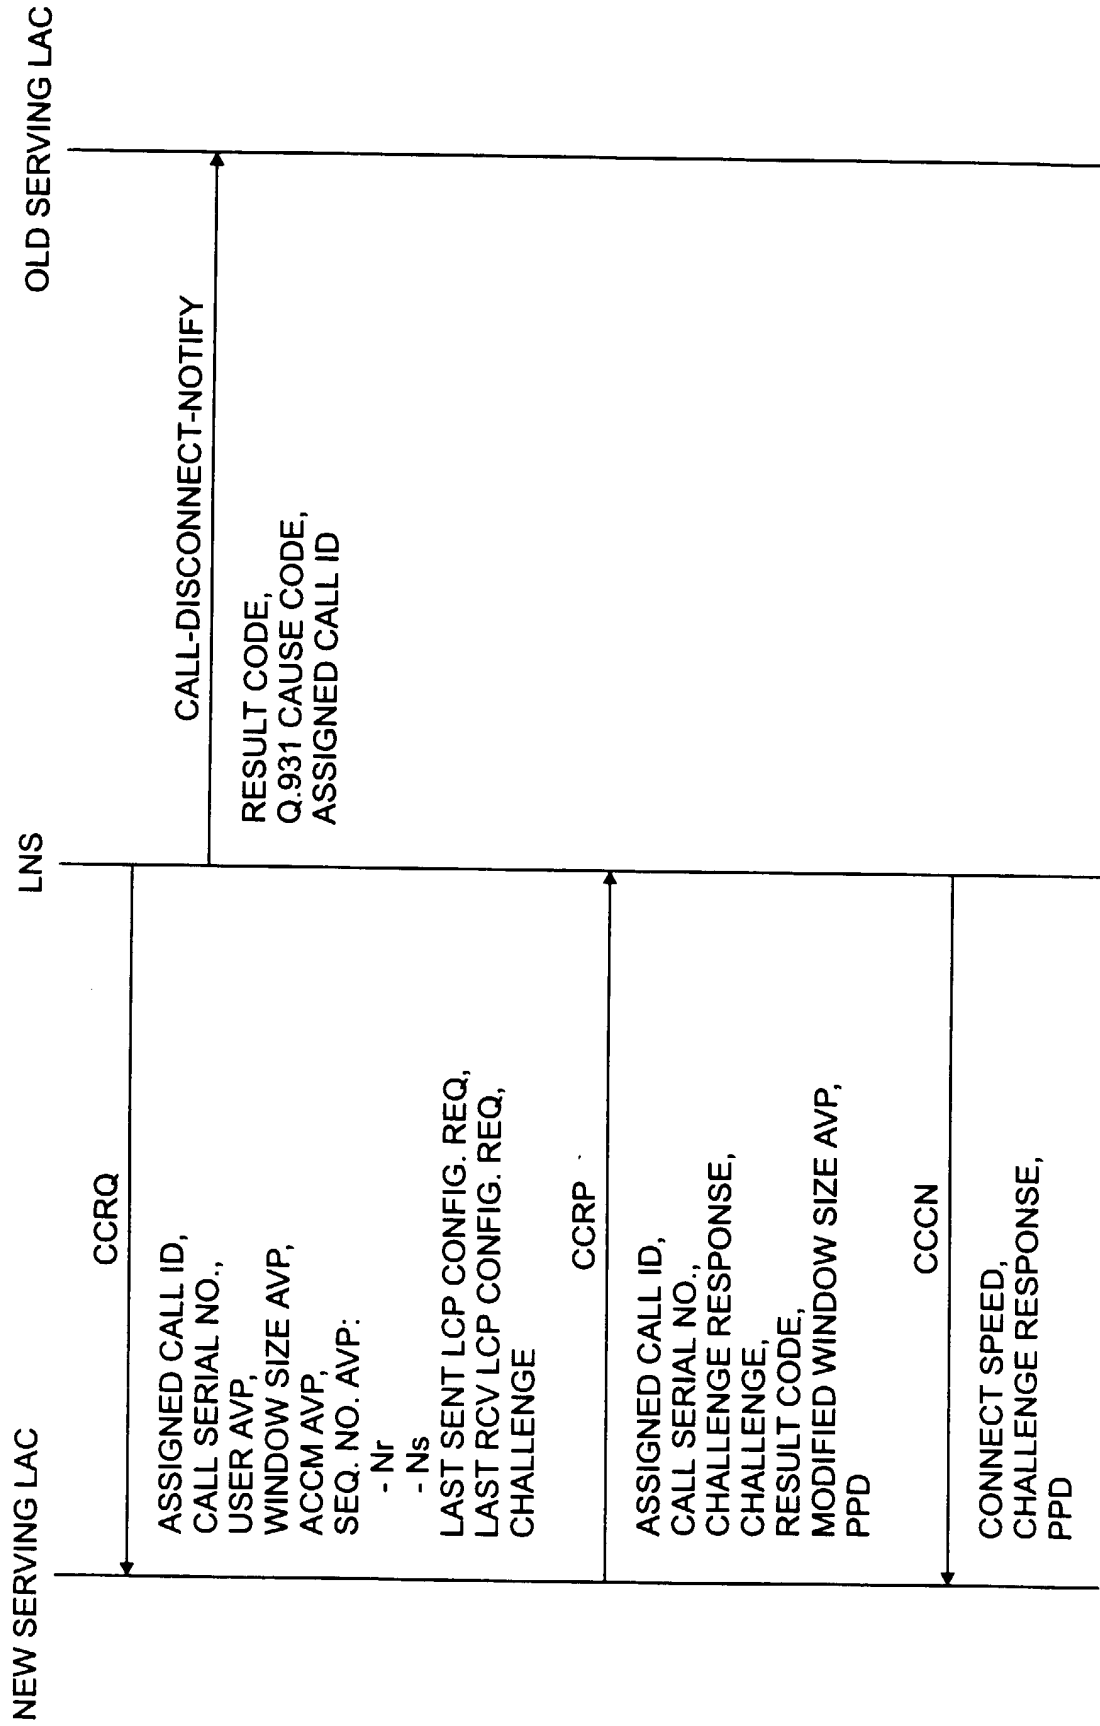 NEW SERVING LAC
LNS
OLD SERVING LAC
CCRQ
ASSIGNED CALL ID,
CALL SERIAL NO.,
USER AVP,
WINDOW SIZE AVP,
ACCM AVP,
SEQ. NO. AVP:
- Nr
- Ns
LAST SENT LCP CONFIG. REQ,
LAST RCV LCP CONFIG. REQ,
CHALLENGE
CALL-DISCONNECT-NOTIFY
RESULT CODE,
Q.931 CAUSE CODE,
ASSIGNED CALL ID
CCRP
ASSIGNED CALL ID,
CALL SERIAL NO.,
CHALLENGE RESPONSE,
CHALLENGE,
RESULT CODE,
MODIFIED WINDOW SIZE AVP,
PPD
CCCN
CONNECT SPEED,
CHALLENGE RESPONSE,
PPD